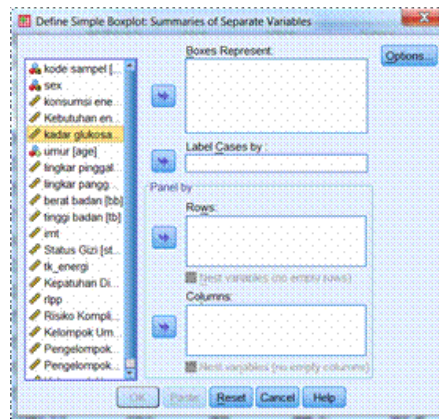 Define Simple Boxplot: Summaries of Separate Variables
kode sampel [...
sex
konsumsi ene...
Kebutuhan en...
kadar glukosa...
umur [age]
lingkar pinggal...
lingkar pangg...
berat badan [bb]
tinggi badan [tb]
imt
Status Gizi [st...
tk_energi
Kepatuhan Di...
rlpp
Risiko Kompli...
Kelompok Um...
Pengelompok...
Pengelompok...
Boxes Represent:
Options...
Label Cases by:
Panel by
Rows:
Nest variables (no empty rows)
Columns:
Nest variables (no empty columns)
OK
Paste
Reset
Cancel
Help